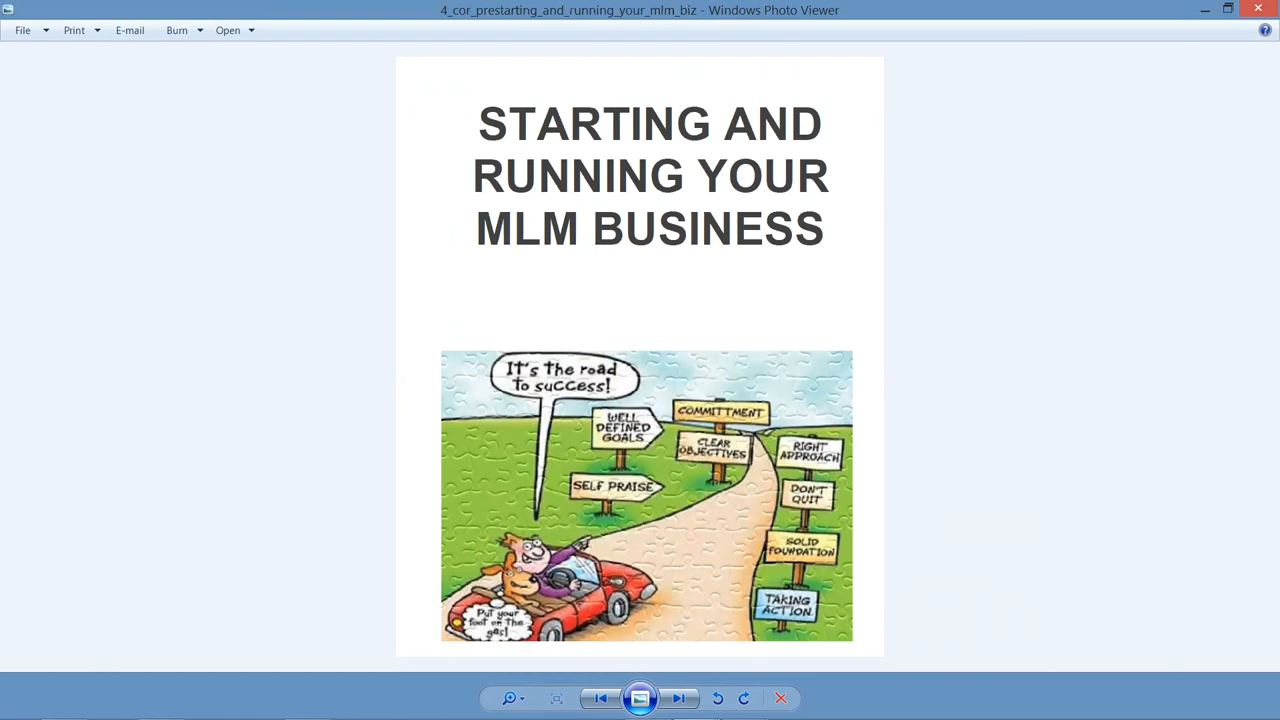 4_cor_prestarting_and_running_your_mlm_biz - Windows Photo Viewer
File Print E-mail Burn Open
STARTING AND
RUNNING YOUR
MLM BUSINESS
It's the road
to success!
WELL
DEFINED
GOALS
SELF PRAISE
COMMITTMENT
CLEAR
OBJECTIVES
RIGHT
APPROACH
DON'T
QUIT
SOLID
FOUNDATION
TAKING
ACTION
Put your
foot on the
gas!